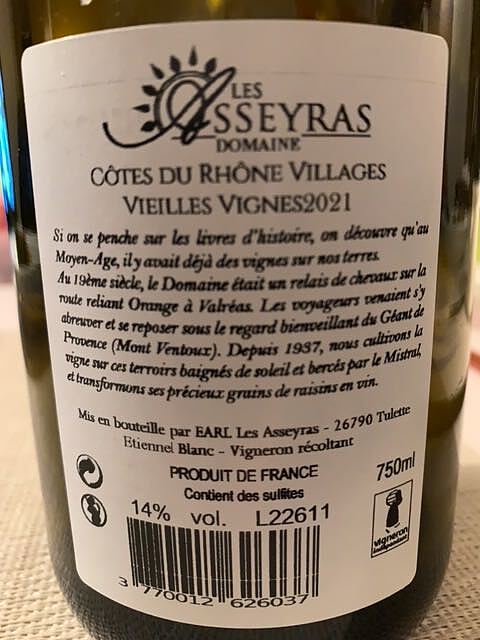 LES
ASSEYRAS
DOMAINE
CÔTES DU RHÔNE VILLAGES
VIEILLES VIGNES2021
Si on se penche sur les livres d'histoire, on découvre qu'au
Moyen-Age, il y avait déjà des vignes sur nos terres.
Au 19ème siècle, le Domaine était un relais de chevaux sur la
route reliant Orange à Valréas. Les voyageurs venaient s'y
abreuver et se reposer sous le regard bienveillant du Géant de
Provence (Mont Ventoux). Depuis 1937, nous cultivons la
vigne sur ces terroirs baignés de soleil et bercés par le Mistral,
et transformons ses précieux grains de raisins en vin.
Mis en bouteille par EARL Les Asseyras - 26790 Tulette
Etiennel Blanc - Vigneron récoltant
PRODUIT DE FRANCE
Contient des sulfites
750ml
14% vol. L22611
vigneron
indépendant
3 770012 626037